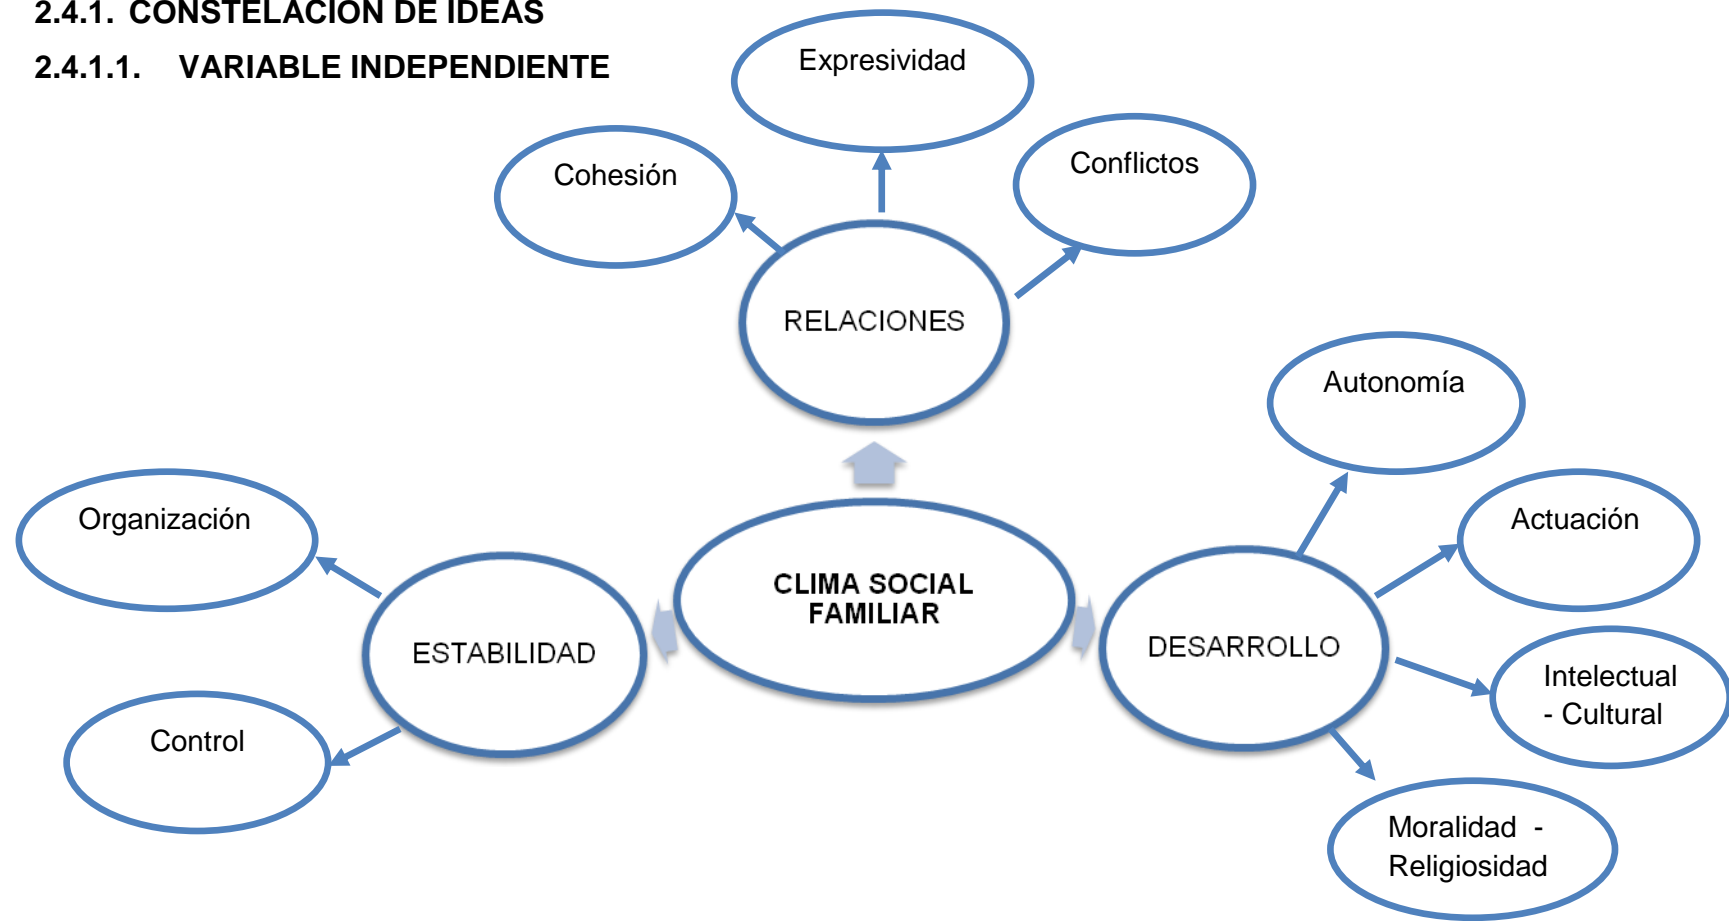 2.4.1. CONSTELACION DE IDEAS
2.4.1.1. VARIABLE INDEPENDIENTE
Expresividad
Cohesión
Conflictos
RELACIONES
Autonomía
Organización
Actuación
CLIMA SOCIAL
FAMILIAR
ESTABILIDAD
DESARROLLO
Intelectual
- Cultural
Control
Moralidad -
Religiosidad